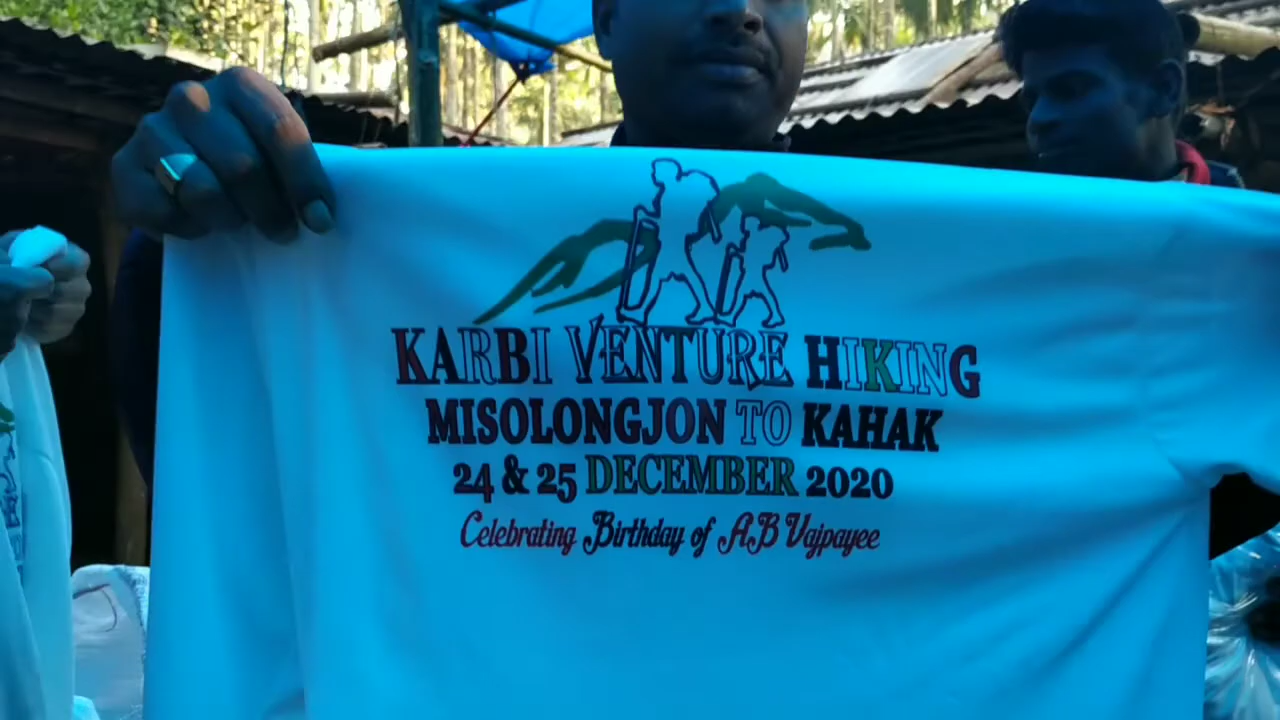 KARBI VENTURE HIKING
MISOLONGJON TO KAHAK
24 & 25 DECEMBER 2020
Celebrating Birthday of AB Vajpayee